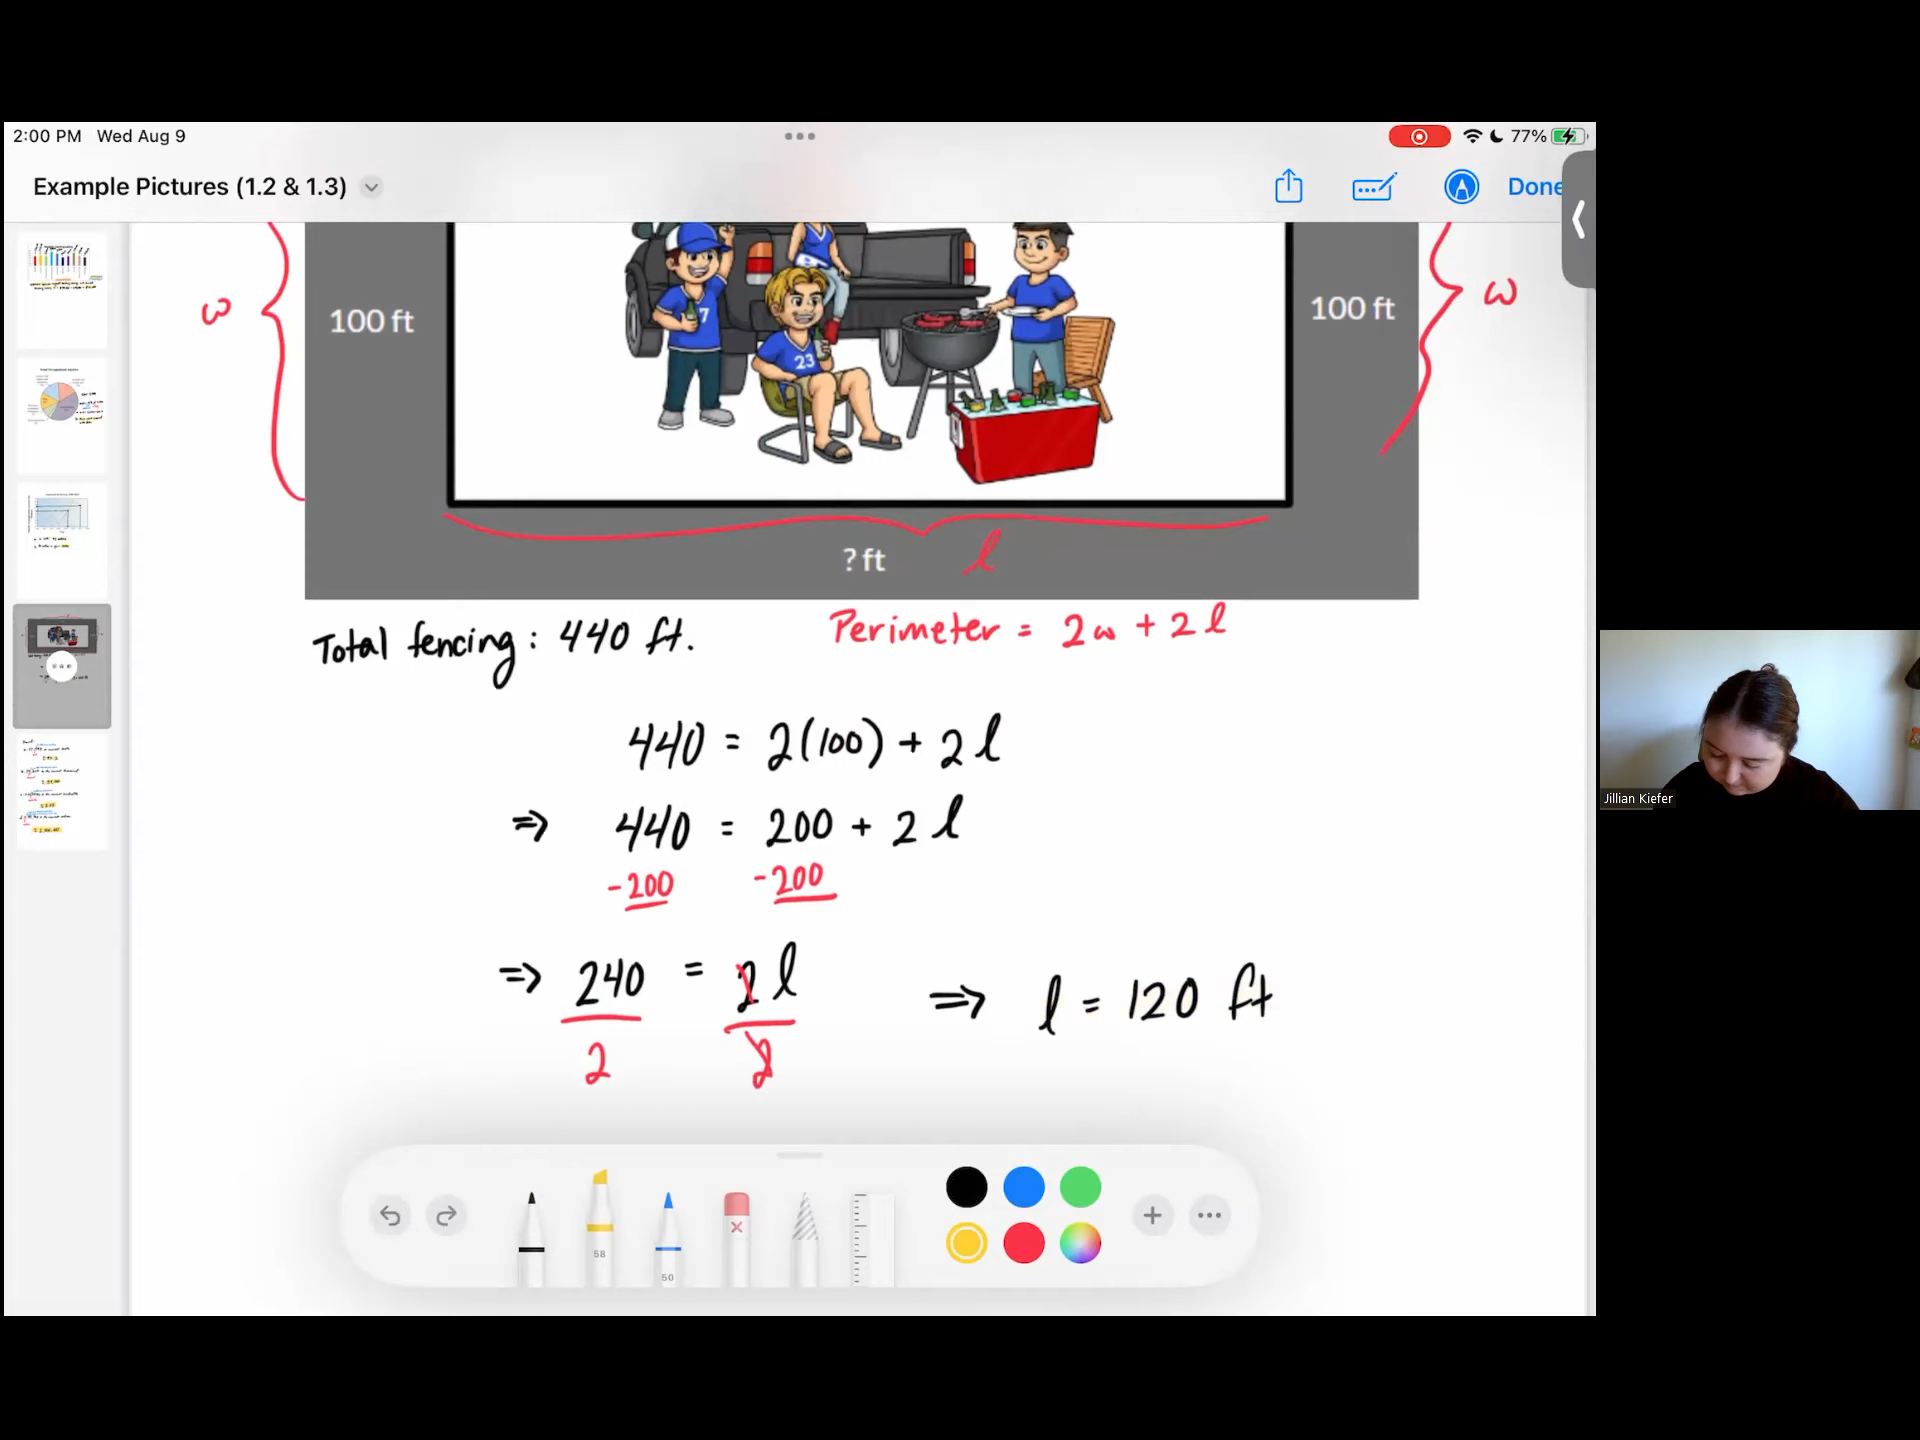 2:00 PM Wed Aug 9
77%
Example Pictures (1.2 & 1.3)
Done
w
100 ft
7
23
100 ft
w
? ft l
Total fencing: 440 ft.
Perimeter = 2w + 2l
440 = 2(100) + 2l
⇒ 440 = 200 + 2l
-200 -200
⇒ 240 = 2l
2 2
⇒ l = 120 ft
58
50
Jillian Kiefer